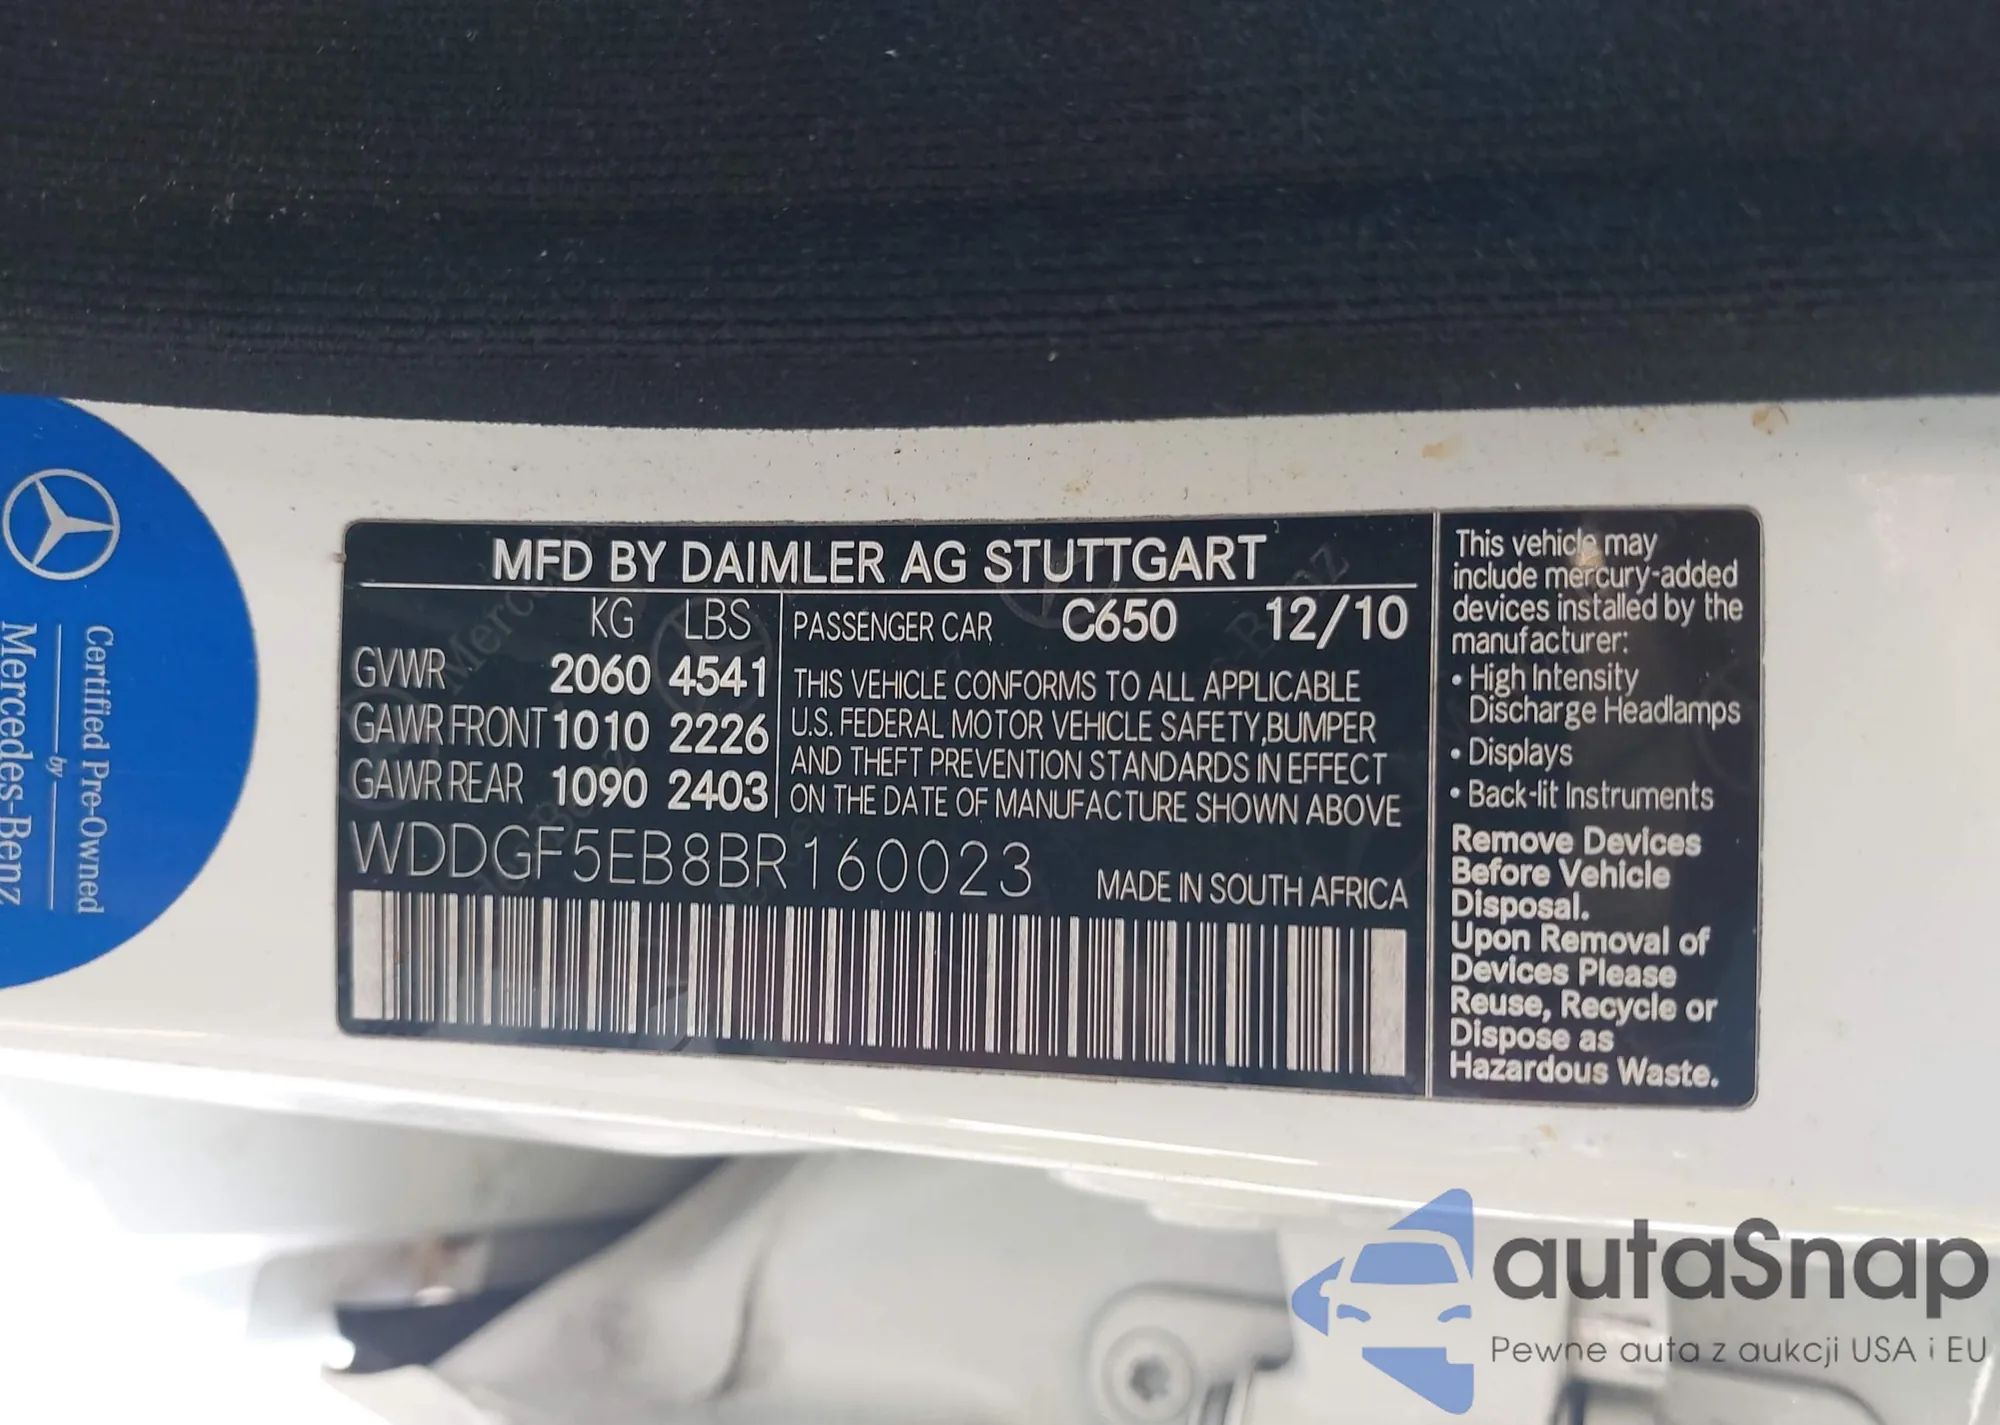 Certified Pre-Owned
by
Mercedes-Benz
MFD BY DAIMLER AG STUTTGART
KG LBS
GVWR 2060 4541
GAWR FRONT 1010 2226
GAWR REAR 1090 2403
PASSENGER CAR C650 12/10
THIS VEHICLE CONFORMS TO ALL APPLICABLE
U.S. FEDERAL MOTOR VEHICLE SAFETY,BUMPER
AND THEFT PREVENTION STANDARDS IN EFFECT
ON THE DATE OF MANUFACTURE SHOWN ABOVE
WDDGF5EB8BR160023
MADE IN SOUTH AFRICA
This vehicle may
include mercury-added
devices installed by the
manufacturer:
• High Intensity
Discharge Headlamps
• Displays
• Back-lit Instruments
Remove Devices
Before Vehicle
Disposal.
Upon Removal of
Devices Please
Reuse, Recycle or
Dispose as
Hazardous Waste.
autaSnap
Pewne auta z aukcji USA i EU